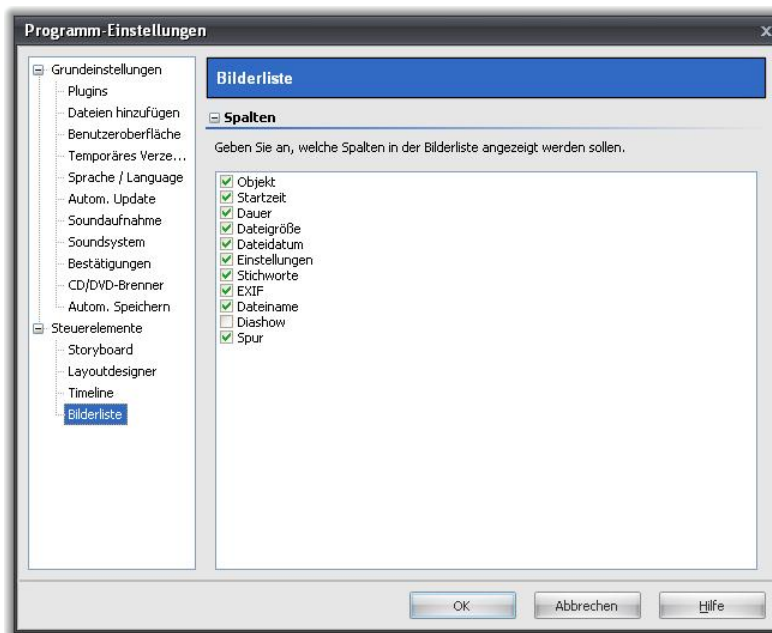 Programm-Einstellungen
Grundeinstellungen
Plugins
Dateien hinzufügen
Benutzeroberfläche
Temporäres Verze...
Sprache / Language
Autom. Update
Soundaufnahme
Soundsystem
Bestätigungen
CD/DVD-Brenner
Autom. Speichern
Steuerelemente
Storyboard
Layoutdesigner
Timeline
Bilderliste
Bilderliste
Spalten
Geben Sie an, welche Spalten in der Bilderliste angezeigt werden sollen.
Objekt
Startzeit
Dauer
Dateigröße
Dateidatum
Einstellungen
Stichworte
EXIF
Dateiname
Diashow
Spur
OK
Abbrechen
Hilfe